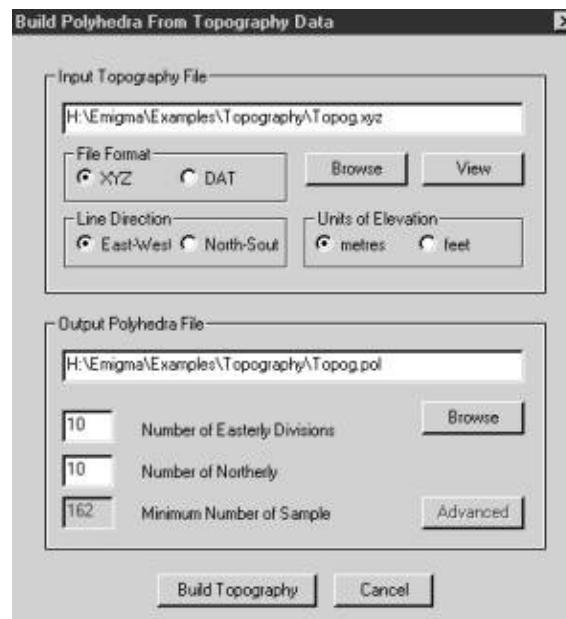 Build Polyhedra From Topography Data
Input Topography File
H:\Emigma\Examples\Topography\Topog.xyz
File Format
XYZ DAT
Browse View
Line Direction
East-West North-Sout
Units of Elevation
metres feet
Output Polyhedra File
H:\Emigma\Examples\Topography\Topog.pol
10 Number of Easterly Divisions
Browse
10 Number of Northerly
162 Minimum Number of Sample
Advanced
Build Topography Cancel